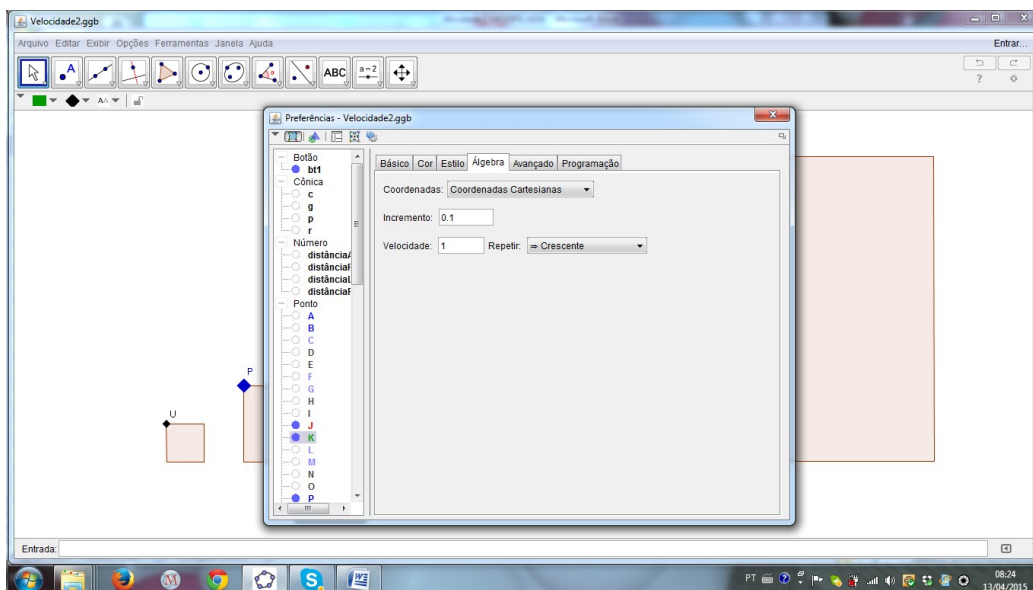 Velocidade2.ggb
Arquivo Editar Exibir Opções Ferramentas Janela Ajuda
Entrar...
A
ABC
a=2
?
AA
Preferências - Velocidade2.ggb
Botão
bt1
Cônica
c
g
p
r
Número
distância
distância
distância
distância
Ponto
A
B
C
D
E
F
G
H
I
J
K
L
M
N
O
P
Básico Cor Estilo Álgebra Avançado Programação
Coordenadas: Coordenadas Cartesianas
Incremento: 0.1
Velocidade: 1 Repetir: ⇒ Crescente
P
U
Entrada:
PT
08:24
13/04/2015